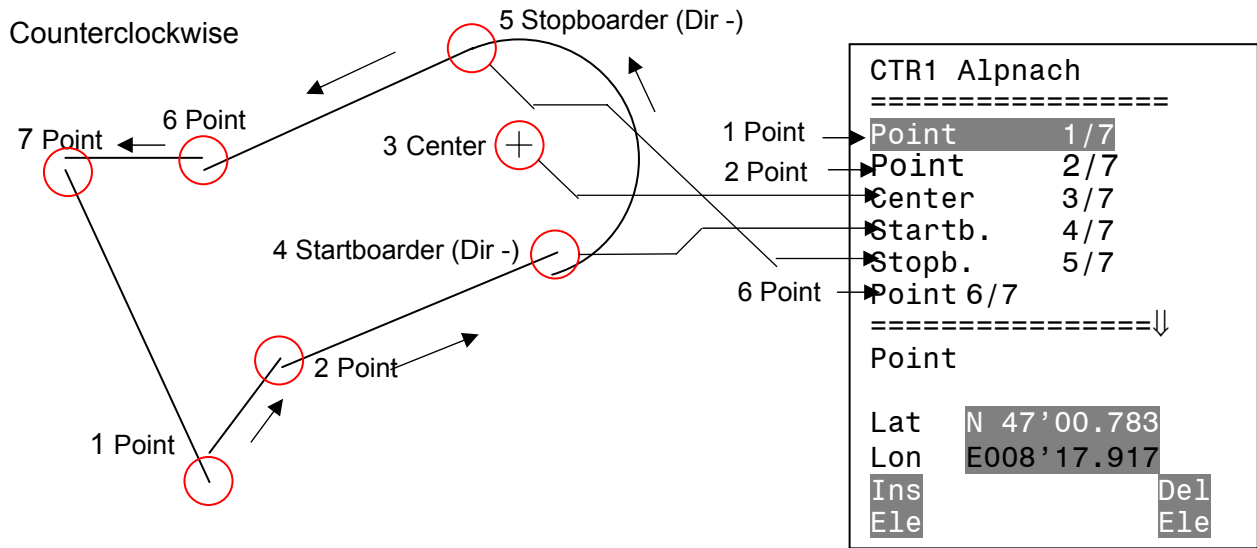 Counterclockwise
5 Stopboarder (Dir -)
6 Point
7 Point
3 Center
4 Startboarder (Dir -)
2 Point
1 Point
1 Point
2 Point
6 Point
CTR1 Alpnach
==================
Point 1/7
Point 2/7
Center 3/7
Startb. 4/7
Stopb. 5/7
Point 6/7
=================⇓
Point
Lat N 47’00.783
Lon E008’17.917
Ins Del
Ele Ele